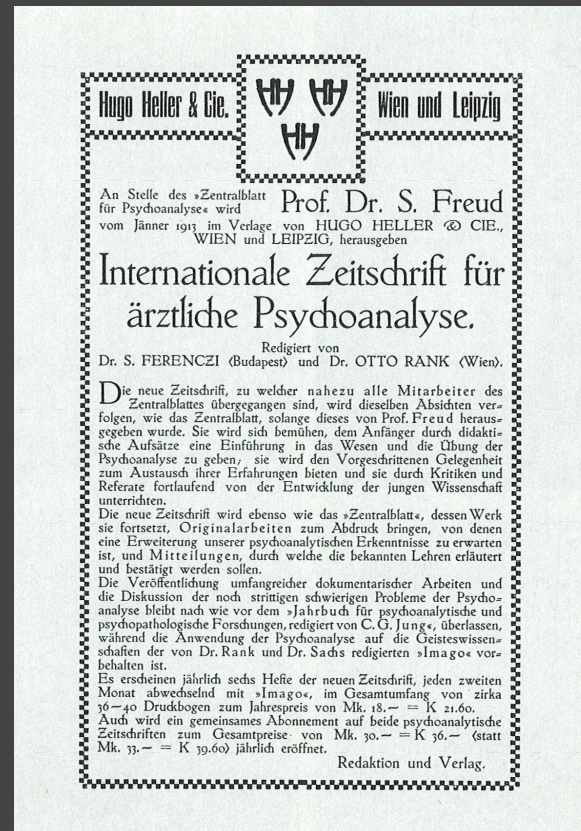 Hugo Heller & Cie.
HH HH
HH
Wien und Leipzig
An Stelle des »Zentralblatt
für Psychoanalyse« wird Prof. Dr. S. Freud
vom Jänner 1913 im Verlage von HUGO HELLER & CIE.,
WIEN und LEIPZIG, herausgeben
Internationale Zeitschrift für
ärztliche Psychoanalyse.
Redigiert von
Dr. S. FERENCZI (Budapest) und Dr. OTTO RANK (Wien).
Die neue Zeitschrift, zu welcher nahezu alle Mitarbeiter des
Zentralblattes übergegangen sind, wird dieselben Absichten ver=
folgen, wie das Zentralblatt, solange dieses von Prof. Freud heraus=
gegeben wurde. Sie wird sich bemühen, dem Anfänger durch didakti=
sche Aufsätze eine Einführung in das Wesen und die Übung der
Psychoanalyse zu geben; sie wird den Vorgeschrittenen Gelegenheit
zum Austausch ihrer Erfahrungen bieten und sie durch Kritiken und
Referate fortlaufend von der Entwicklung der jungen Wissenschaft
unterrichten.
Die neue Zeitschrift wird ebenso wie das »Zentralblatt«, dessen Werk
sie fortsetzt, Originalarbeiten zum Abdruck bringen, von denen
eine Erweiterung unserer psychoanalytischen Erkenntnisse zu erwarten
ist, und Mitteilungen, durch welche die bekannten Lehren erläutert
und bestätigt werden sollen.
Die Veröffentlichung umfangreicher dokumentarischer Arbeiten und
die Diskussion der noch strittigen schwierigen Probleme der Psycho=
analyse bleibt nach wie vor dem »Jahrbuch für psychoanalytische und
psychopathologische Forschungen, redigiert von C. G. Jung«, überlassen,
während die Anwendung der Psychoanalyse auf die Geisteswissen=
schaften der von Dr. Rank und Dr. Sachs redigierten »Imago« vor=
behalten ist.
Es erscheinen jährlich sechs Hefte der neuen Zeitschrift, jeden zweiten
Monat abwechselnd mit »Imago«, im Gesamtumfang von zirka
36—40 Druckbogen zum Jahrespreis von Mk. 18.— = K 21.60.
Auch wird ein gemeinsames Abonnement auf beide psychoanalytische
Zeitschriften zum Gesamtpreise von Mk. 30.— = K 36.— (statt
Mk. 33.— = K 39.60) jährlich eröffnet.
Redaktion und Verlag.